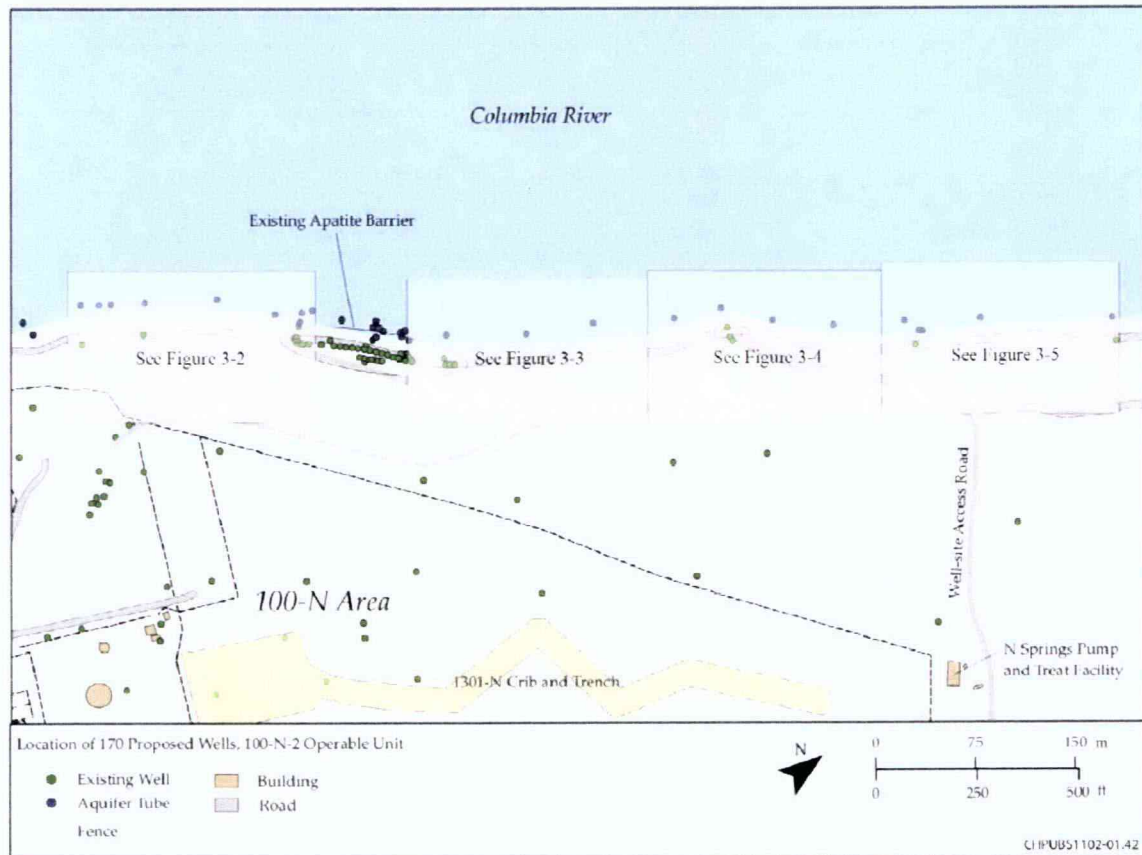 Columbia River
Existing Apatite Barrier
See Figure 3-2
See Figure 3-3
See Figure 3-4
See Figure 3-5
Well-site Access Road
100-N Area
1301-N Crib and Trench
N Springs Pump
and Treat Facility
Location of 170 Proposed Wells, 100-N-2 Operable Unit
Existing Well
Building
Aquifer Tube
Road
Fence
N
0 75 150 m
0 250 500 ft
CHPUBS1102-01.42